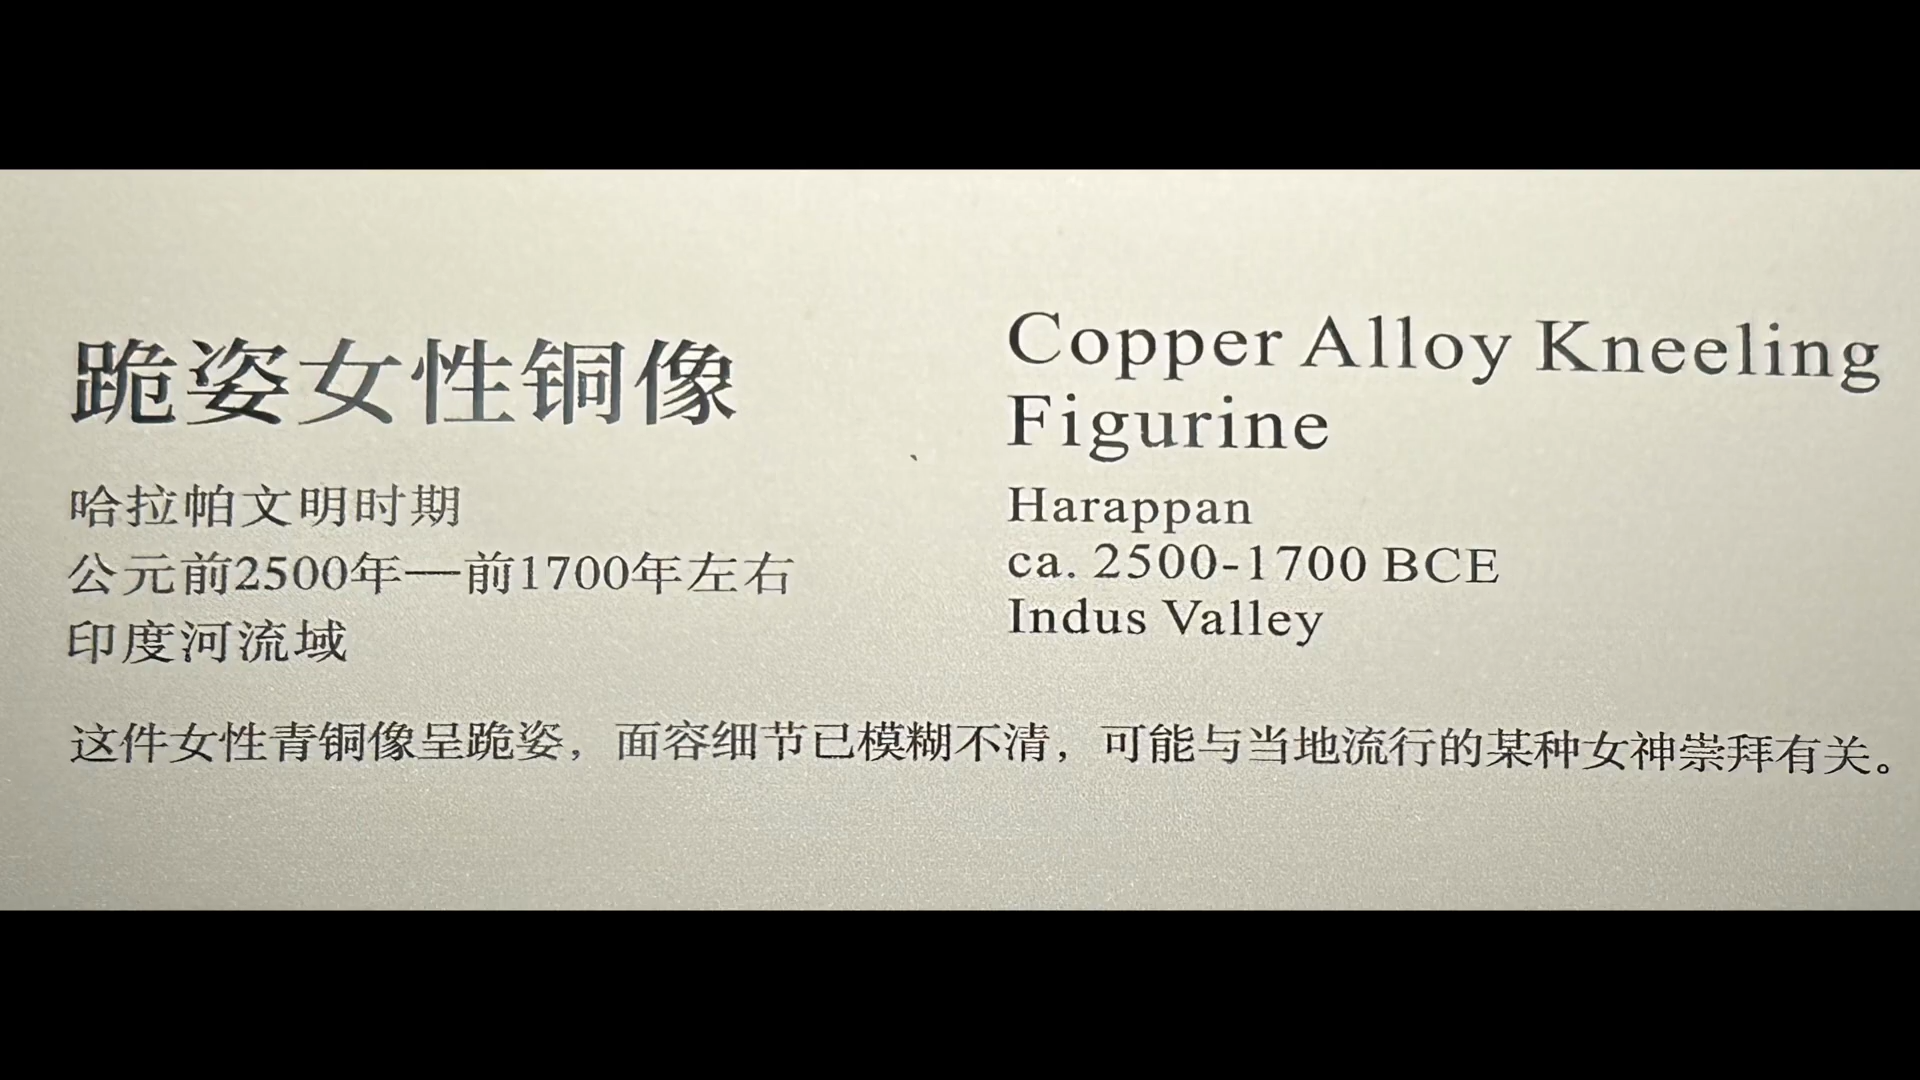 跪姿女性铜像
哈拉帕文明时期
公元前2500年—前1700年左右
印度河流域
Copper Alloy Kneeling
Figurine
Harappan
ca. 2500-1700 BCE
Indus Valley
这件女性青铜像呈跪姿，面容细节已模糊不清，可能与当地流行的某种女神崇拜有关。